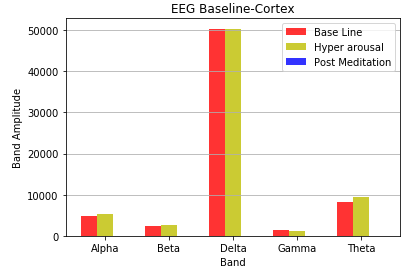 EEG Baseline-Cortex
Base Line
Hyper arousal
Post Meditation
Band Amplitude
50000
40000
30000
20000
10000
0
Alpha Beta Delta Gamma Theta
Band